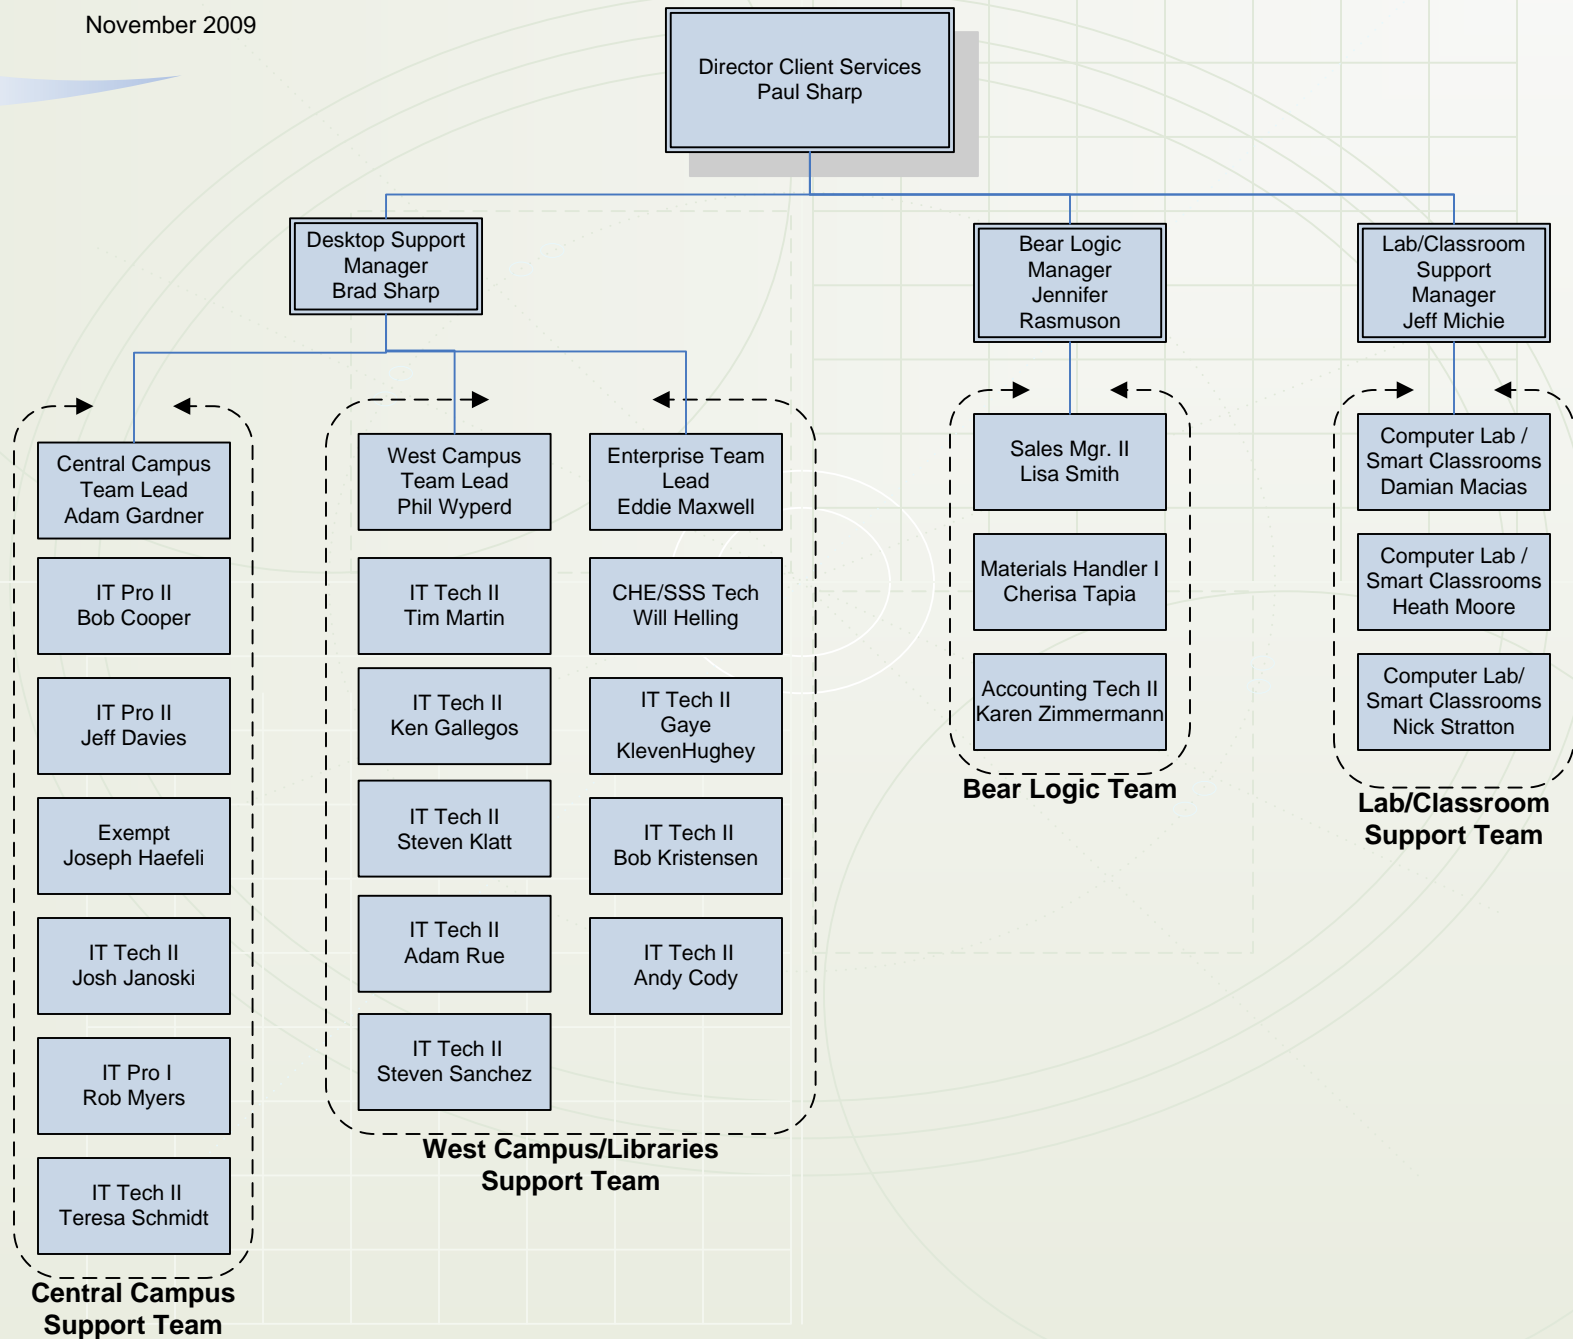 November 2009
Director Client Services
Paul Sharp
Desktop Support
Manager
Brad Sharp
Bear Logic
Manager
Jennifer
Rasmuson
Lab/Classroom
Support
Manager
Jeff Michie
Central Campus
Team Lead
Adam Gardner
IT Pro II
Bob Cooper
IT Pro II
Jeff Davies
Exempt
Joseph Haefeli
IT Tech II
Josh Janoski
IT Pro I
Rob Myers
IT Tech II
Teresa Schmidt
Central Campus
Support Team
West Campus
Team Lead
Phil Wyperd
IT Tech II
Tim Martin
IT Tech II
Ken Gallegos
IT Tech II
Steven Klatt
IT Tech II
Adam Rue
IT Tech II
Steven Sanchez
Enterprise Team
Lead
Eddie Maxwell
CHE/SSS Tech
Will Helling
IT Tech II
Gaye
KlevenHughey
IT Tech II
Bob Kristensen
IT Tech II
Andy Cody
West Campus/Libraries
Support Team
Sales Mgr. II
Lisa Smith
Materials Handler I
Cherisa Tapia
Accounting Tech II
Karen Zimmermann
Bear Logic Team
Computer Lab /
Smart Classrooms
Damian Macias
Computer Lab /
Smart Classrooms
Heath Moore
Computer Lab/
Smart Classrooms
Nick Stratton
Lab/Classroom
Support Team